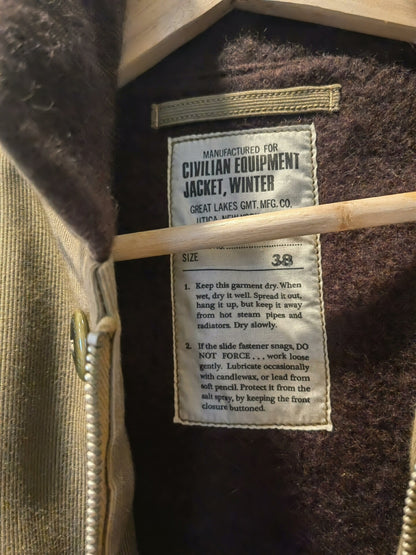 MANUFACTURED FOR
CIVILIAN EQUIPMENT
JACKET, WINTER
GREAT LAKES GMT. MFG. CO.
UTICA, NEW
SIZE 38
1. Keep this garment dry. When
wet, dry it well. Spread it out,
hang it up, but keep it away
from hot steam pipes and
radiators. Dry slowly.
2. If the slide fastener snags, DO
NOT FORCE . . . work loose
gently. Lubricate occasionally
with candlewax, or lead from
soft pencil. Protect it from the
salt spray, by keeping the front
closure buttoned.